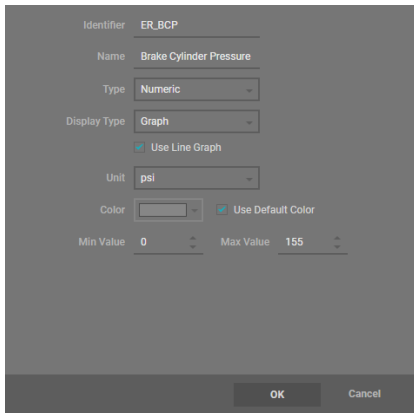 Identifier ER_BCP
Name Brake Cylinder Pressure
Type Numeric
Display Type Graph
Use Line Graph
Unit psi
Color Use Default Color
Min Value 0 Max Value 155
OK Cancel